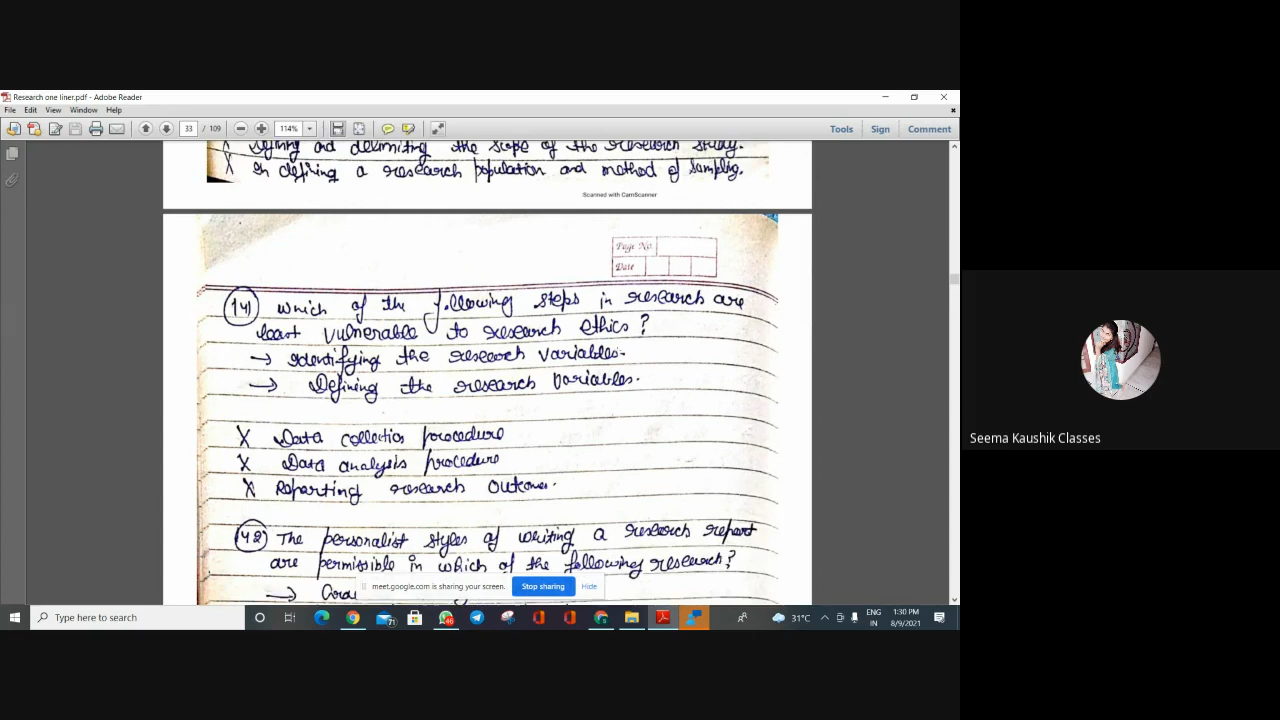 Research one liner.pdf - Adobe Reader
File Edit View Window Help
33 / 109 114% Tools Sign Comment
Defining and delimiting the scope of the research study.
X In defining a research population and method of sampling.
Scanned with CamScanner
Page No.
Date
(41) Which of the following steps in research are
least vulnerable to research ethics?
→ Identifying the research variables.
→ Defining the research variables.
X Data collection procedure
X Data analysis procedure
X Reporting research outcomes.
(42) The personalist styles of writing a research report
are permissible in which of the following research?
meet.google.com is sharing your screen. Stop sharing Hide
→
Seema Kaushik Classes
Type here to search
71
46
31°C
ENG
IN
1:30 PM
8/9/2021